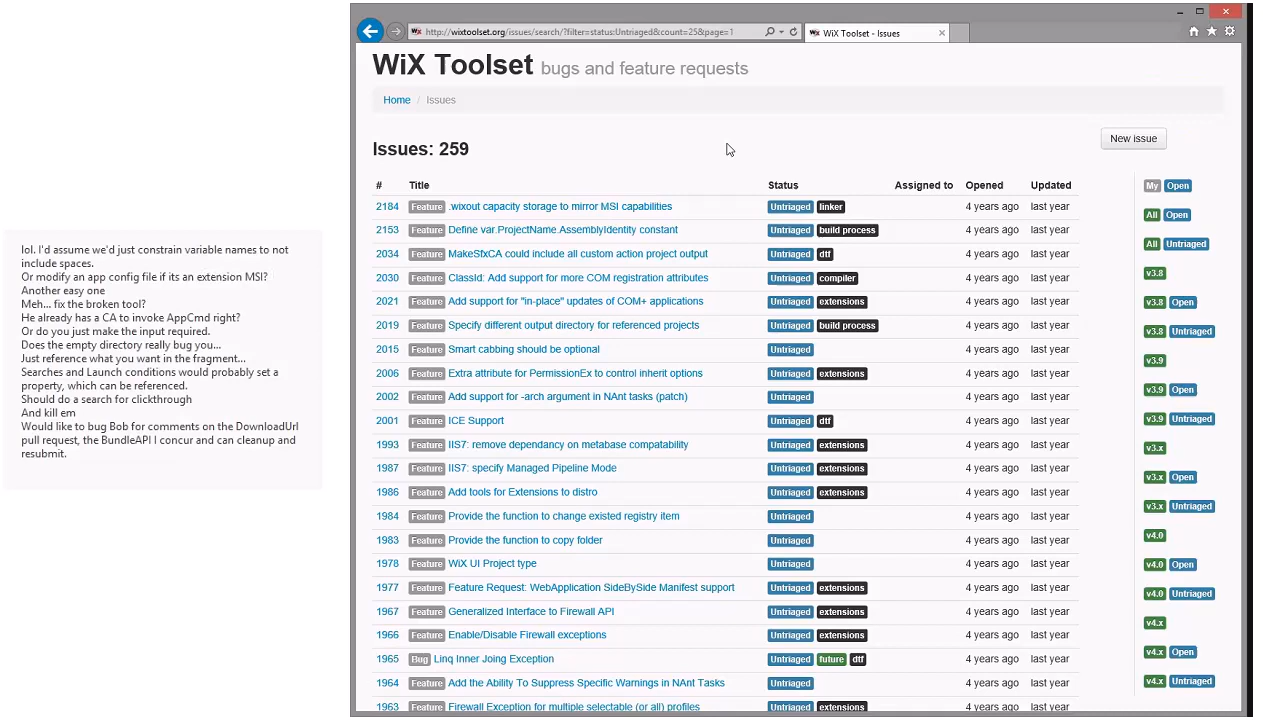 lol. I'd assume we'd just constrain variable names to not
include spaces.
Or modify an app config file if its an extension MSI?
Another easy one
Meh... fix the broken tool?
He already has a CA to invoke AppCmd right?
Or do you just make the input required.
Does the empty directory really bug you...
Just reference what you want in the fragment...
Searches and Launch conditions would probably set a
property, which can be referenced.
Should do a search for clickthrough
And kill em
Would like to bug Bob for comments on the DownloadUrl
pull request, the BundleAPI I concur and can cleanup and
resubmit.
http://wixtoolset.org/issues/search/?filter=status:Untriaged&count=25&page=1
WiX Toolset - Issues
WiX Toolset bugs and feature requests
Home / Issues
New issue
Issues: 259
# Title Status Assigned to Opened Updated
2184 Feature .wixout capacity storage to mirror MSI capabilities Untriaged linker 4 years ago last year
2153 Feature Define var.ProjectName.AssemblyIdentity constant Untriaged build process 4 years ago last year
2034 Feature MakeSfxCA could include all custom action project output Untriaged dtf 4 years ago last year
2030 Feature ClassId: Add support for more COM registration attributes Untriaged compiler 4 years ago last year
2021 Feature Add support for "in-place" updates of COM+ applications Untriaged extensions 4 years ago last year
2019 Feature Specify different output directory for referenced projects Untriaged build process 4 years ago last year
2015 Feature Smart cabbing should be optional Untriaged 4 years ago last year
2006 Feature Extra attribute for PermissionEx to control inherit options Untriaged extensions 4 years ago last year
2002 Feature Add support for -arch argument in NAnt tasks (patch) Untriaged 4 years ago last year
2001 Feature ICE Support Untriaged dtf 4 years ago last year
1993 Feature IIS7: remove dependency on metabase compatability Untriaged extensions 4 years ago last year
1987 Feature IIS7: specify Managed Pipeline Mode Untriaged extensions 4 years ago last year
1986 Feature Add tools for Extensions to distro Untriaged extensions 4 years ago last year
1984 Feature Provide the function to change existed registry item Untriaged 4 years ago last year
1983 Feature Provide the function to copy folder Untriaged 4 years ago last year
1978 Feature WiX UI Project type Untriaged 4 years ago last year
1977 Feature Feature Request: WebApplication SideBySide Manifest support Untriaged extensions 4 years ago last year
1967 Feature Generalized Interface to Firewall API Untriaged extensions 4 years ago last year
1966 Feature Enable/Disable Firewall exceptions Untriaged extensions 4 years ago last year
1965 Bug Linq Inner Joing Exception Untriaged future dtf 4 years ago last year
1964 Feature Add the Ability To Suppress Specific Warnings in NAnt Tasks Untriaged 4 years ago last year
1963 Feature Firewall Exception for multiple selectable (or all) profiles Untriaged extensions 4 years ago last year
My Open
All Open
All Untriaged
v3.8
v3.8 Open
v3.8 Untriaged
v3.9
v3.9 Open
v3.9 Untriaged
v3.x
v3.x Open
v3.x Untriaged
v4.0
v4.0 Open
v4.0 Untriaged
v4.x
v4.x Open
v4.x Untriaged